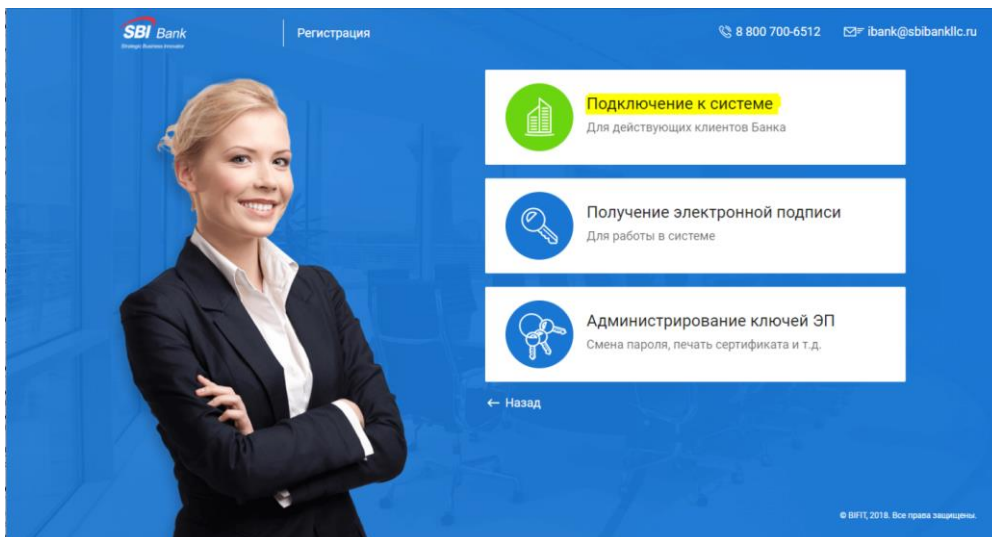 SBI Bank
Strategic Business Innovator
Регистрация
8 800 700-6512
ibank@sbibankllc.ru
Подключение к системе
Для действующих клиентов Банка
Получение электронной подписи
Для работы в системе
Администрирование ключей ЭП
Смена пароля, печать сертификата и т.д.
← Назад
© BIFIT, 2018. Все права защищены.